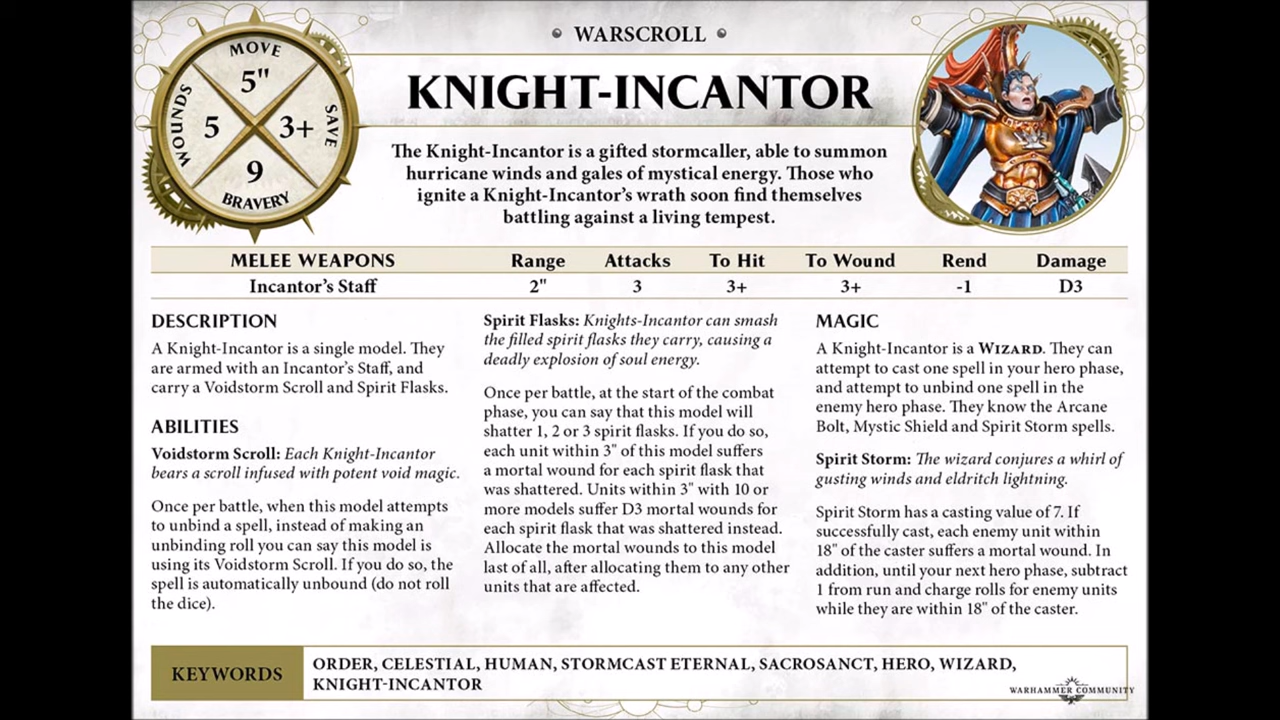 WARSCROLL
MOVE
5"
WOUNDS
5
3+
SAVE
9
BRAVERY
KNIGHT-INCANTOR
The Knight-Incantor is a gifted stormcaller, able to summon
hurricane winds and gales of mystical energy. Those who
ignite a Knight-Incantor's wrath soon find themselves
battling against a living tempest.
MELEE WEAPONS Range Attacks To Hit To Wound Rend Damage
Incantor's Staff 2" 3 3+ 3+ -1 D3
DESCRIPTION
A Knight-Incantor is a single model. They
are armed with an Incantor's Staff, and
carry a Voidstorm Scroll and Spirit Flasks.
ABILITIES
Voidstorm Scroll: Each Knight-Incantor
bears a scroll infused with potent void magic.
Once per battle, when this model attempts
to unbind a spell, instead of making an
unbinding roll you can say this model is
using its Voidstorm Scroll. If you do so, the
spell is automatically unbound (do not roll
the dice).
Spirit Flasks: Knights-Incantor can smash
the filled spirit flasks they carry, causing a
deadly explosion of soul energy.
Once per battle, at the start of the combat
phase, you can say that this model will
shatter 1, 2 or 3 spirit flasks. If you do so,
each unit within 3" of this model suffers
a mortal wound for each spirit flask that
was shattered. Units within 3" with 10 or
more models suffer D3 mortal wounds for
each spirit flask that was shattered instead.
Allocate the mortal wounds to this model
last of all, after allocating them to any other
units that are affected.
MAGIC
A Knight-Incantor is a WIZARD. They can
attempt to cast one spell in your hero phase,
and attempt to unbind one spell in the
enemy hero phase. They know the Arcane
Bolt, Mystic Shield and Spirit Storm spells.
Spirit Storm: The wizard conjures a whirl of
gusting winds and eldritch lightning.
Spirit Storm has a casting value of 7. If
successfully cast, each enemy unit within
18" of the caster suffers a mortal wound. In
addition, until your next hero phase, subtract
1 from run and charge rolls for enemy units
while they are within 18" of the caster.
KEYWORDS
ORDER, CELESTIAL, HUMAN, STORMCAST ETERNAL, SACROSANCT, HERO, WIZARD,
KNIGHT-INCANTOR
WARHAMMER COMMUNITY